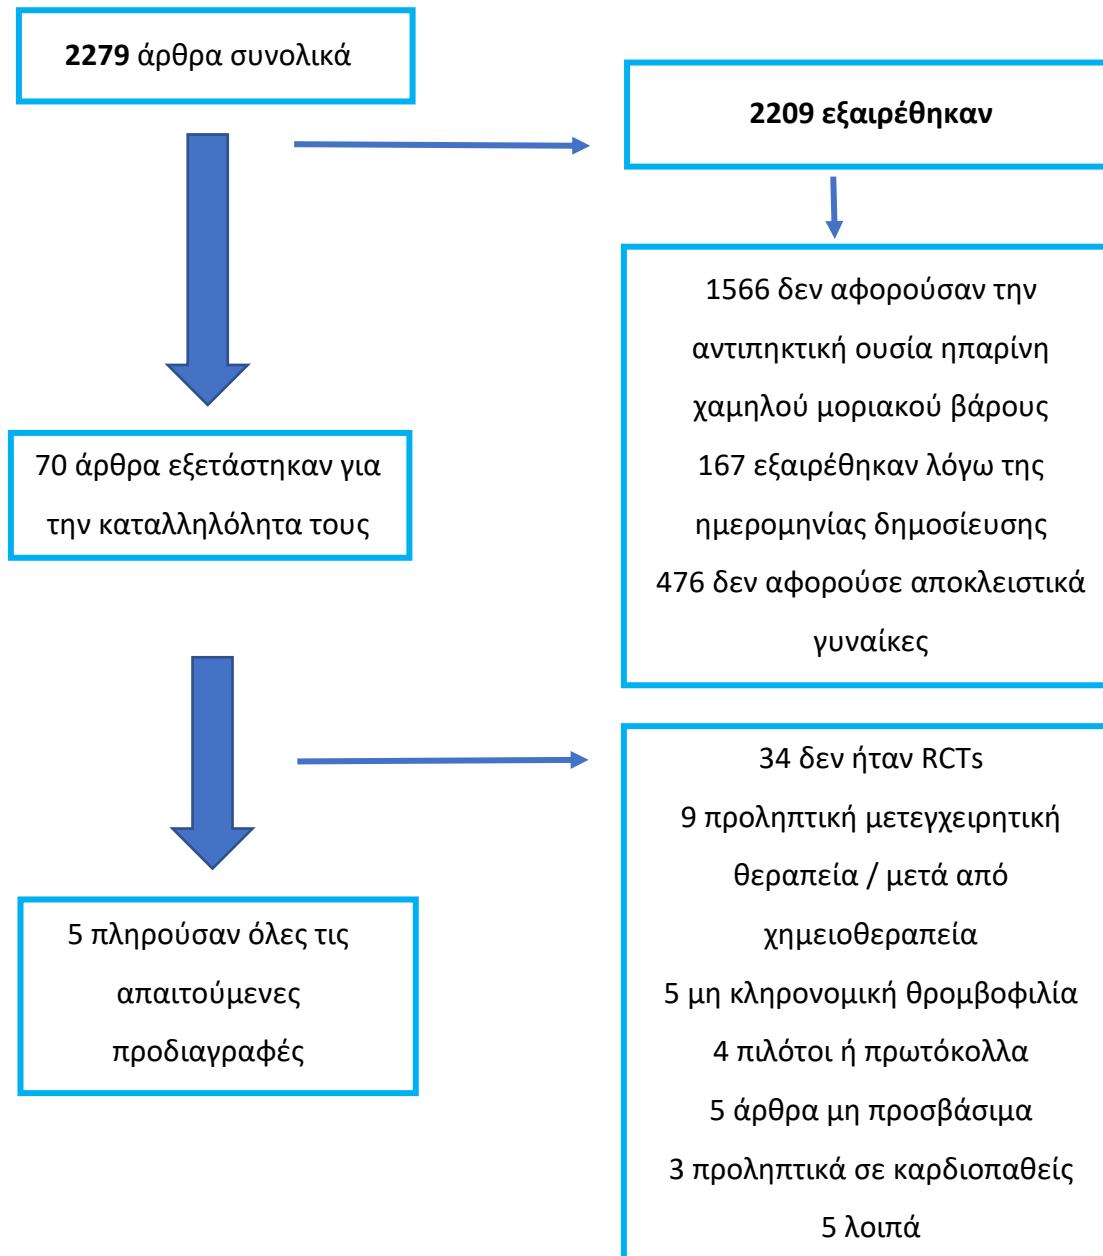 2279 άρθρα συνολικά
2209 εξαιρέθηκαν
1566 δεν αφορούσαν την
αντιπηκτική ουσία ηπαρίνη
χαμηλού μοριακού βάρους
167 εξαιρέθηκαν λόγω της
ημερομηνίας δημοσίευσης
476 δεν αφορούσε αποκλειστικά
γυναίκες
70 άρθρα εξετάστηκαν για
την καταλληλόλητα τους
34 δεν ήταν RCTs
9 προληπτική μετεγχειρητική
θεραπεία / μετά από
χημειοθεραπεία
5 μη κληρονομική θρομβοφιλία
4 πιλότοι ή πρωτόκολλα
5 άρθρα μη προσβάσιμα
3 προληπτικά σε καρδιοπαθείς
5 λοιπά
5 πληρούσαν όλες τις
απαιτούμενες
προδιαγραφές